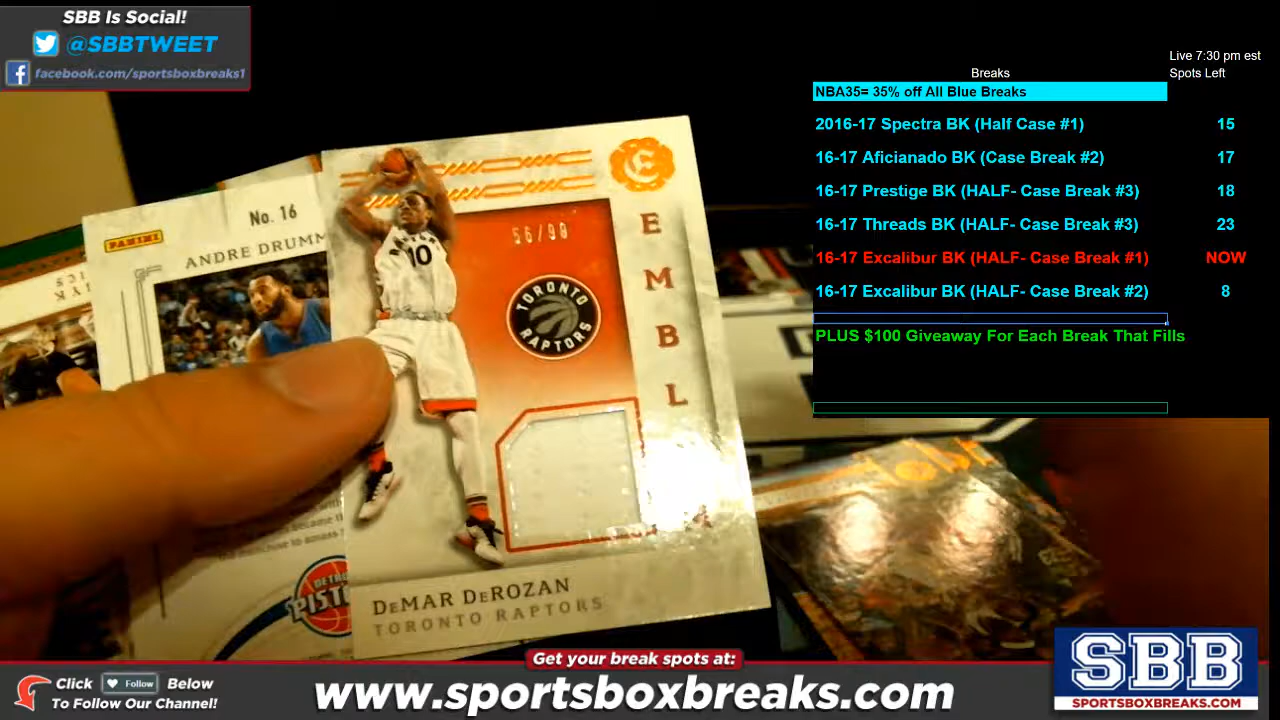 SBB Is Social!
@SBBTWEET
facebook.com/sportsboxbreaks1
Live 7:30 pm est
Breaks
Spots Left
NBA35= 35% off All Blue Breaks
2016-17 Spectra BK (Half Case #1) 15
16-17 Aficianado BK (Case Break #2) 17
16-17 Prestige BK (HALF- Case Break #3) 18
16-17 Threads BK (HALF- Case Break #3) 23
16-17 Excalibur BK (HALF- Case Break #1) NOW
16-17 Excalibur BK (HALF- Case Break #2) 8
PLUS $100 Giveaway For Each Break That Fills
No. 16
PANINI
ANDRE DRUMM
E
M
B
L
10
TORONTO
RAPTORS
DEMAR DEROZAN
TORONTO RAPTORS
Get your break spots at:
Click Follow Below
To Follow Our Channel!
www.sportsboxbreaks.com
SBB
SPORTSBOXBREAKS.COM